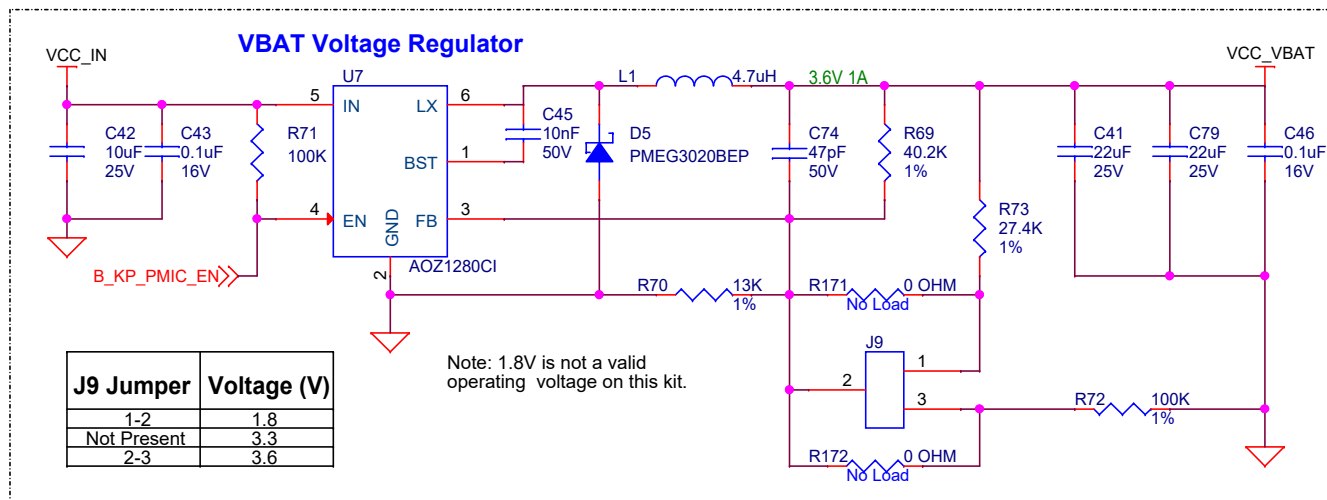 VBAT Voltage Regulator
VCC_IN
VCC_VBAT
U7
L1
4.7uH
3.6V 1A
5
IN
LX
6
C42
10uF
25V
C43
0.1uF
16V
R71
100K
C45
10nF
50V
BST
1
D5
PMEG3020BEP
C74
47pF
50V
R69
40.2K
1%
C41
22uF
25V
C79
22uF
25V
C46
0.1uF
16V
4
EN
GND
FB
3
2
AOZ1280CI
R73
27.4K
1%
B_KP_PMIC_EN
R70
13K
1%
R171
0 OHM
No Load
J9
1
2
3
R72
100K
1%
R172
0 OHM
No Load
Note: 1.8V is not a valid
operating voltage on this kit.
J9 Jumper Voltage (V)
1-2 1.8
Not Present 3.3
2-3 3.6